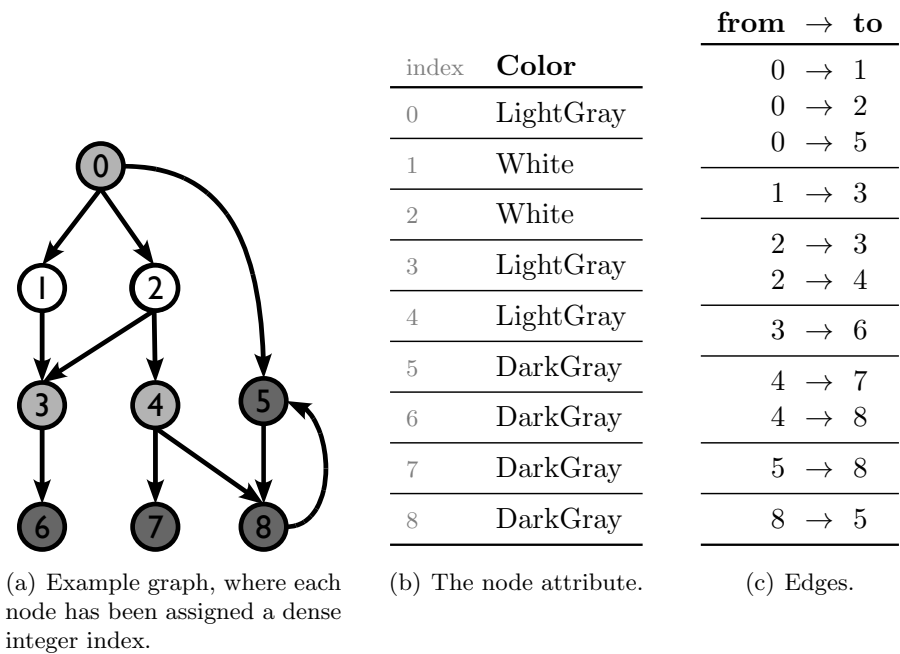 0
1
2
3
4
5
6
7
8
(a) Example graph, where each
node has been assigned a dense
integer index.
index Color
0 LightGray
1 White
2 White
3 LightGray
4 LightGray
5 DarkGray
6 DarkGray
7 DarkGray
8 DarkGray
(b) The node attribute.
from → to
0 → 1
0 → 2
0 → 5
1 → 3
2 → 3
2 → 4
3 → 6
4 → 7
4 → 8
5 → 8
8 → 5
(c) Edges.